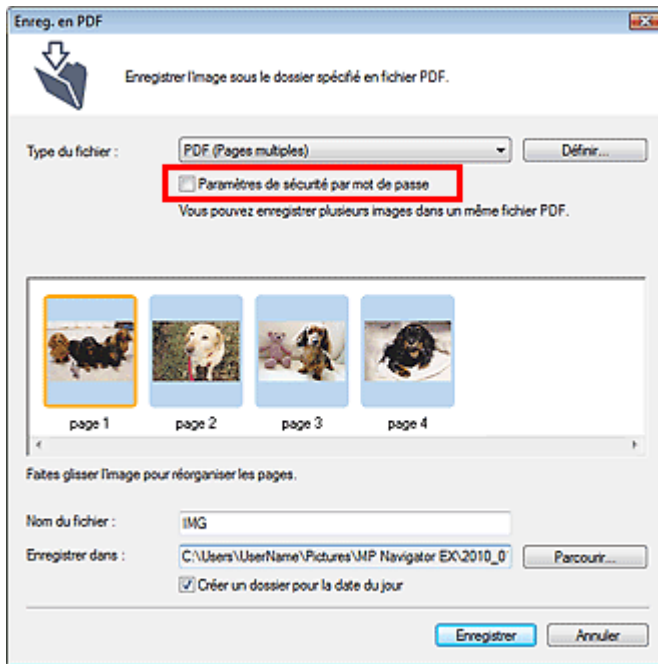 Enreg. en PDF
Enregistrer l'image sous le dossier spécifié en fichier PDF.
Type du fichier :
PDF (Pages multiples)
Définir...
Paramètres de sécurité par mot de passe
Vous pouvez enregistrer plusieurs images dans un même fichier PDF.
page 1 page 2 page 3 page 4
Faites glisser l'image pour réorganiser les pages.
Nom du fichier :
IMG
Enregistrer dans :
C:\Users\UserName\Pictures\MP Navigator EX\2010_0
Parcourir...
Créer un dossier pour la date du jour
Enregistrer
Annuler